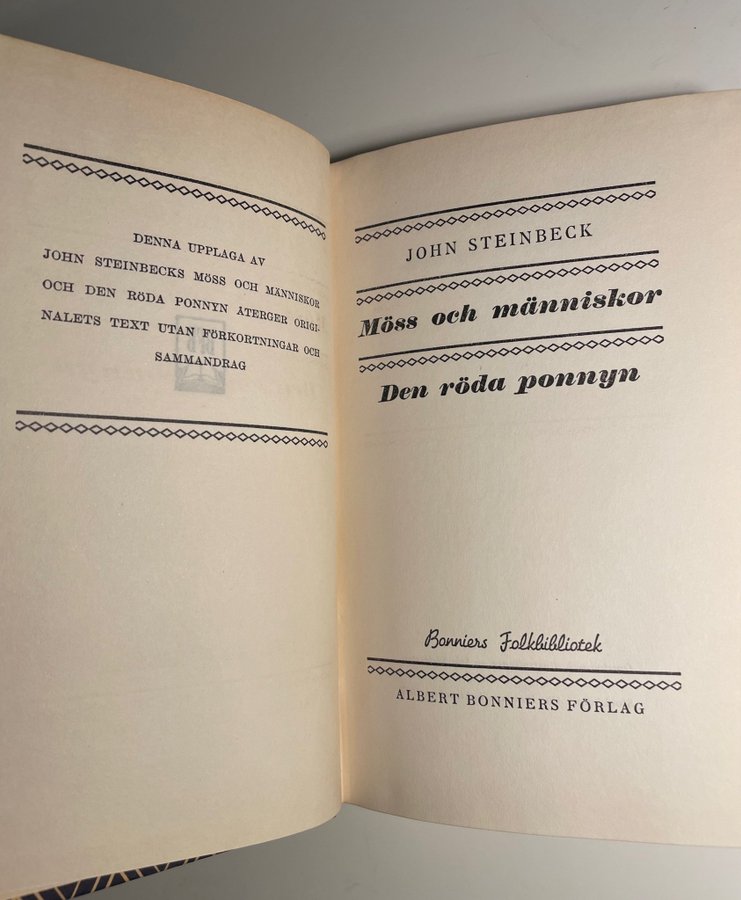 DENNA UPPLAGA AV
JOHN STEINBECKS MÖSS OCH MÄNNISKOR
OCH DEN RÖDA PONNYN ÅTERGER ORIGI-
NALETS TEXT UTAN FÖRKORTNINGAR OCH
SAMMANDRAG
JOHN STEINBECK
Möss och människor
Den röda ponnyn
Bonniers Folkbibliotek
ALBERT BONNIERS FÖRLAG